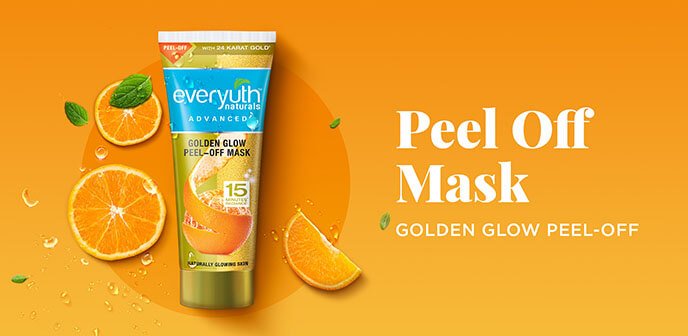 PEEL-OFF
WITH 24 KARAT GOLD*
everyuth
naturals
ADVANCED
GOLDEN GLOW
PEEL-OFF MASK
15
MINUTES
NATURALLY GLOWING SKIN
Peel Off
Mask
GOLDEN GLOW PEEL-OFF